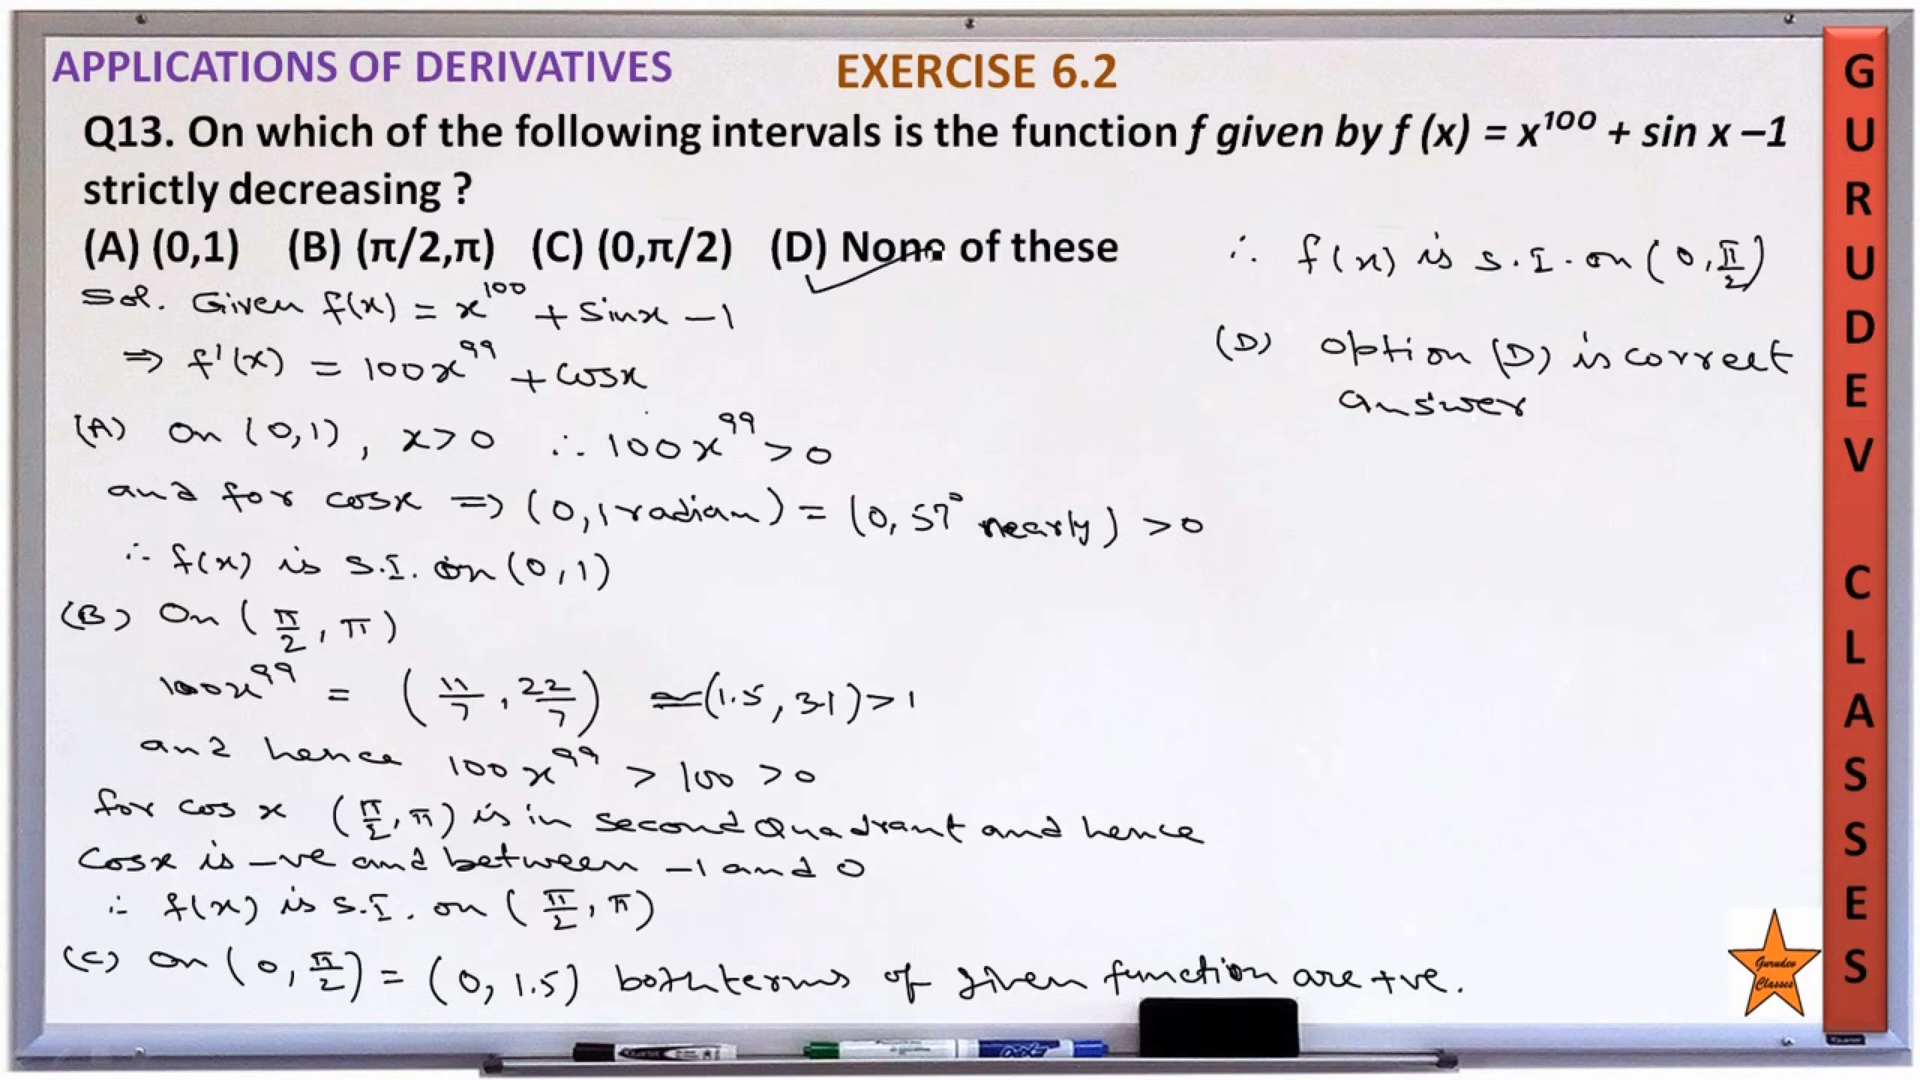 APPLICATIONS OF DERIVATIVES
EXERCISE 6.2
Q13. On which of the following intervals is the function f given by f (x) = x¹⁰⁰ + sin x –1
strictly decreasing ?
(A) (0,1) (B) (π/2,π) (C) (0,π/2) (D) None of these
Sol. Given f(x) = x¹⁰⁰ + sinx – 1
⇒ f'(x) = 100x⁹⁹ + cosx
(A) on (0,1), x>0 ∴ 100x⁹⁹ > 0
and for cosx ⇒ (0, 1 radian) = (0, 57° nearly) > 0
∴ f(x) is S.I. on (0,1)
(B) On (π/2, π)
100x⁹⁹ = (11/7, 22/7) ≃ (1.5, 3.1) > 1
and hence 100x⁹⁹ > 100 > 0
for cos x (π/2, π) is in second Quadrant and hence
Cosx is –ve and between –1 and 0
∴ f(x) is S.I. on (π/2, π)
(C) On (0, π/2) = (0, 1.5) both terms of given function are +ve.
∴ f(x) is S.I. on (0, π/2)
(D) option (D) is correct
answer
GURUDEV CLASSES
Gurudev
Classes